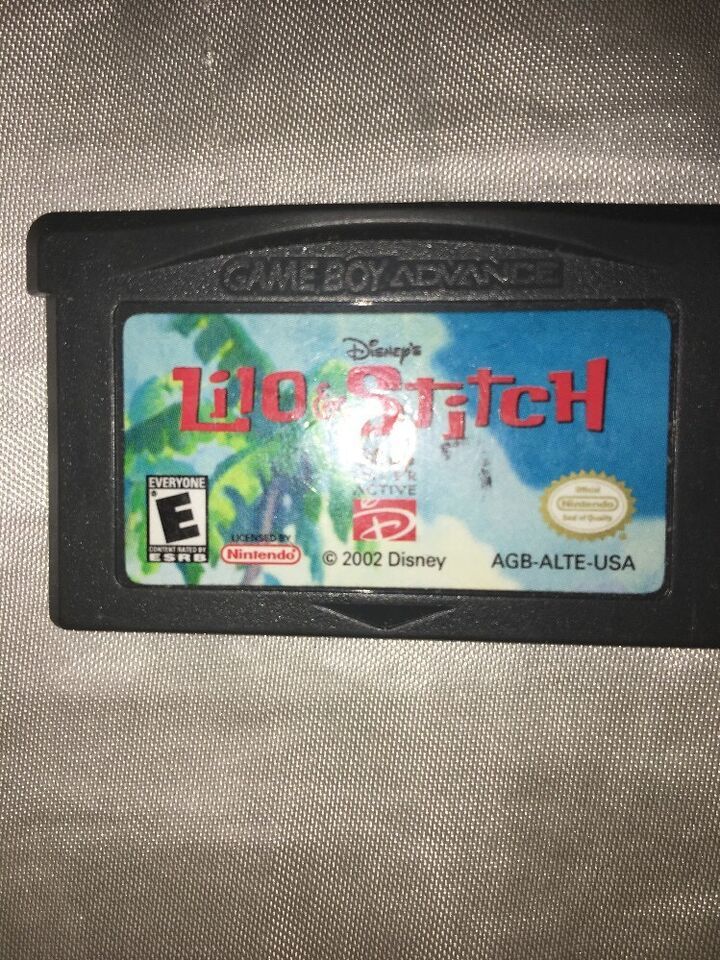 GAME BOY ADVANCE
Disney's
Lilo & Stitch
EVERYONE
E
CONTENT RATED BY
ESRB
LICENSED BY
Nintendo
ACTIVE
© 2002 Disney
Official
Nintendo
Seal of Quality
AGB-ALTE-USA